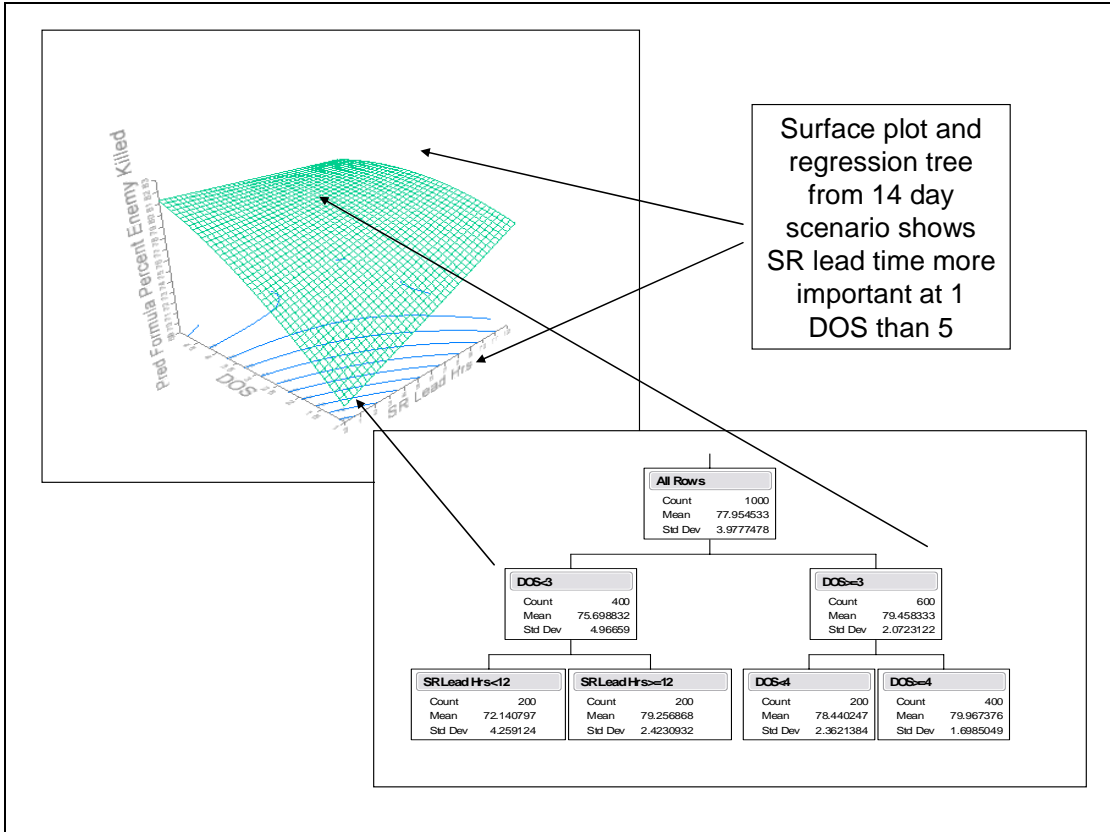 Surface plot and
regression tree
from 14 day
scenario shows
SR lead time more
important at 1
DOS than 5
Pred Formula Percent Enemy Killed
DOS
SR Lead Hrs
All Rows
Count 1000
Mean 77.954533
Std Dev 3.9777478
DOS<3
Count 400
Mean 75.698832
Std Dev 4.96659
DOS>=3
Count 600
Mean 79.458333
Std Dev 2.0723122
SR Lead Hrs<12
Count 200
Mean 72.140797
Std Dev 4.259124
SR Lead Hrs>=12
Count 200
Mean 79.256868
Std Dev 2.4230932
DOS<4
Count 200
Mean 78.440247
Std Dev 2.3621384
DOS>=4
Count 400
Mean 79.967376
Std Dev 1.6985049